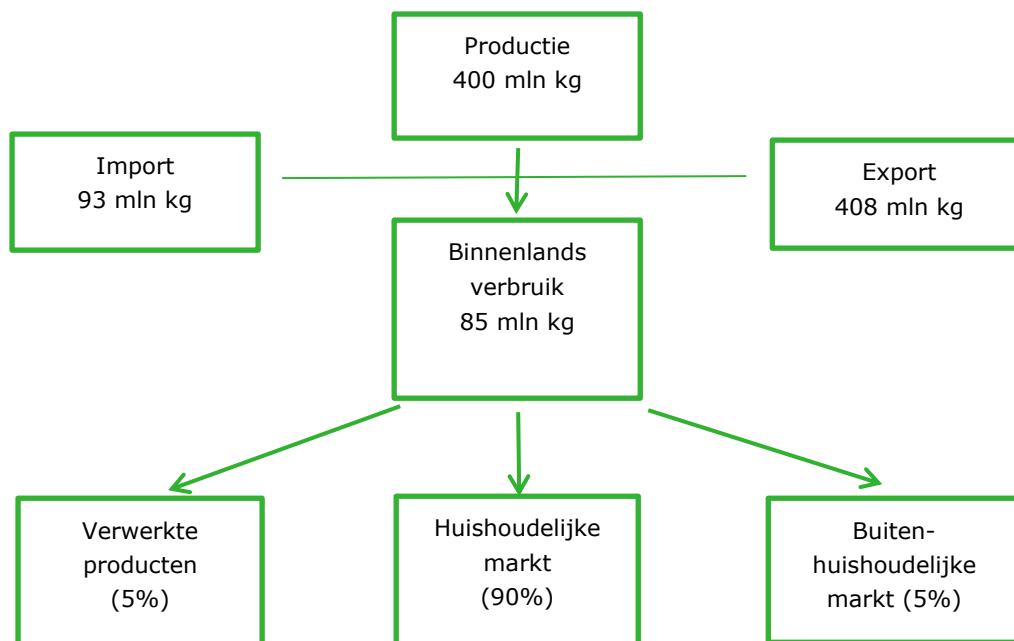 Productie
400 mln kg
Import
93 mln kg
Export
408 mln kg
Binnenlands
verbruik
85 mln kg
Verwerkte
producten
(5%)
Huishoudelijke
markt
(90%)
Buiten-
huishoudelijke
markt (5%)